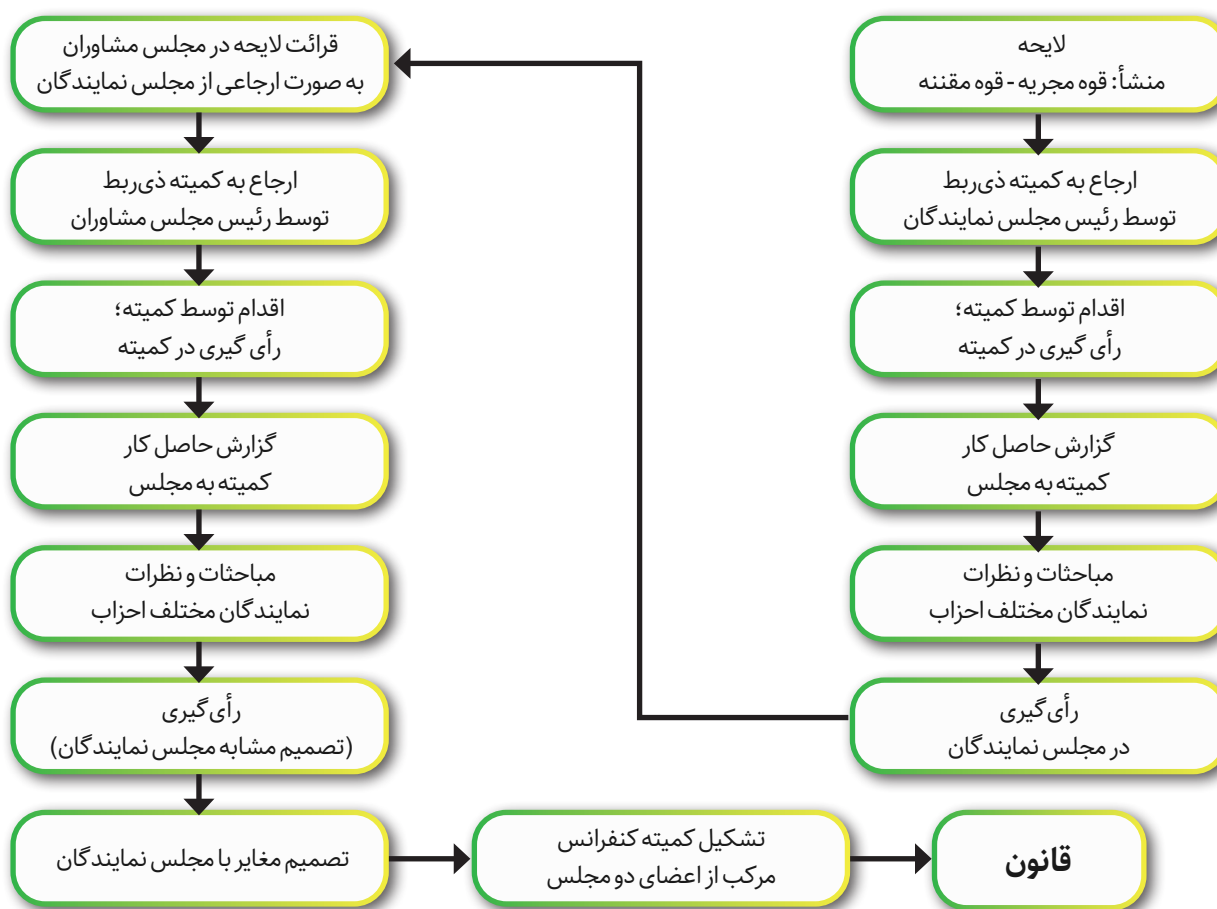 لایحه
منشأ: قوه مجریه - قوه مقننه
ارجاع به کمیته ذی‌ربط
توسط رئیس مجلس نمایندگان
اقدام توسط کمیته؛
رأی گیری در کمیته
گزارش حاصل کار
کمیته به مجلس
مباحثات و نظرات
نمایندگان مختلف احزاب
رأی‌گیری
در مجلس نمایندگان
قرائت لایحه در مجلس مشاوران
به صورت ارجاعی از مجلس نمایندگان
ارجاع به کمیته ذی‌ربط
توسط رئیس مجلس مشاوران
اقدام توسط کمیته؛
رأی گیری در کمیته
گزارش حاصل کار
کمیته به مجلس
مباحثات و نظرات
نمایندگان مختلف احزاب
رأی‌گیری
(تصمیم مشابه مجلس نمایندگان)
تصمیم مغایر با مجلس نمایندگان
تشکیل کمیته کنفرانس
مرکب از اعضای دو مجلس
قانون